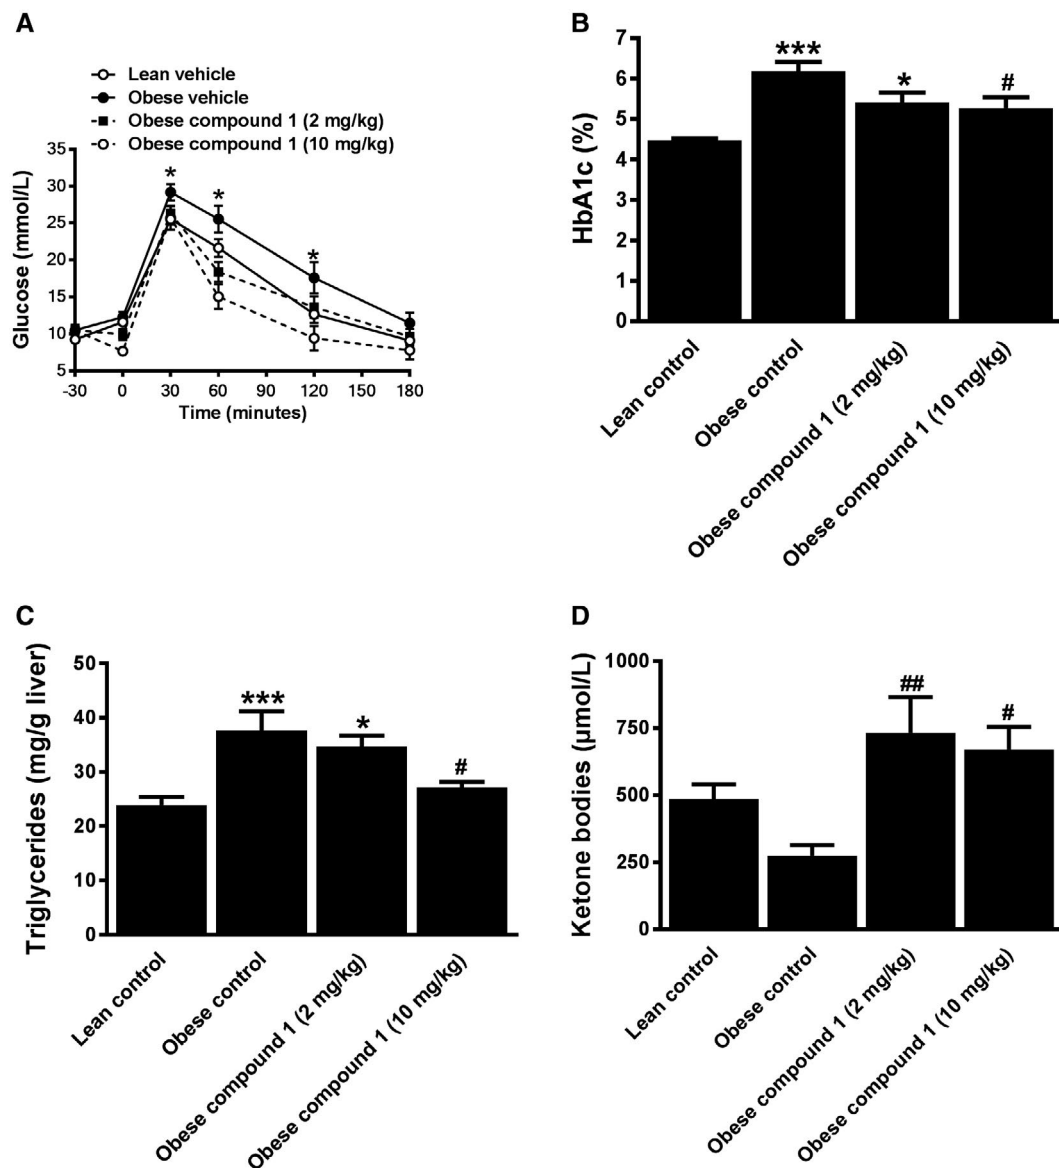 A
Lean vehicle
Obese vehicle
Obese compound 1 (2 mg/kg)
Obese compound 1 (10 mg/kg)
Glucose (mmol/L)
35
30
25
20
15
10
5
*
*
*
-30 0 30 60 90 120 150 180
Time (minutes)
B
HbA1c (%)
7
6
5
4
3
2
1
0
***
*
#
Lean control
Obese control
Obese compound 1 (2 mg/kg)
Obese compound 1 (10 mg/kg)
C
Triglycerides (mg/g liver)
50
40
30
20
10
0
***
*
#
Lean control
Obese control
Obese compound 1 (2 mg/kg)
Obese compound 1 (10 mg/kg)
D
Ketone bodies (µmol/L)
1000
750
500
250
0
##
#
Lean control
Obese control
Obese compound 1 (2 mg/kg)
Obese compound 1 (10 mg/kg)